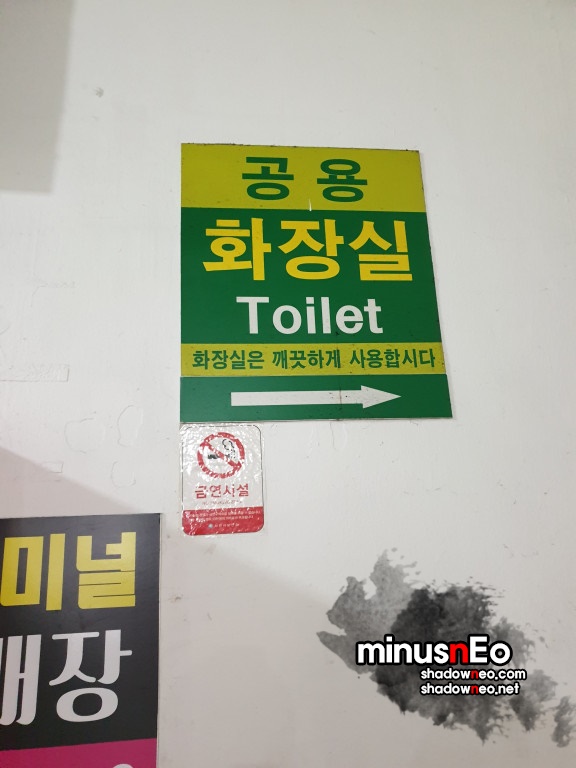 공용
화장실
Toilet
화장실은 깨끗하게 사용합시다
금연시설
미널
매장
minusnEo
shadowneo.com
shadowneo.net